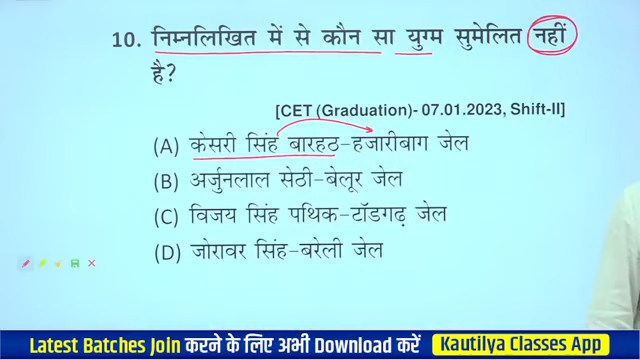 10. निम्नलिखित में से कौन सा युग्म सुमेलित नहीं
है?
[CET (Graduation)- 07.01.2023, Shift-II]
(A) केसरी सिंह बारहठ-हजारीबाग जेल
(B) अर्जुनलाल सेठी-बेलूर जेल
(C) विजय सिंह पथिक-टॉडगढ़ जेल
(D) जोरावर सिंह-बरेली जेल
Latest Batches Join करने के लिए अभी Download करें Kautilya Classes App